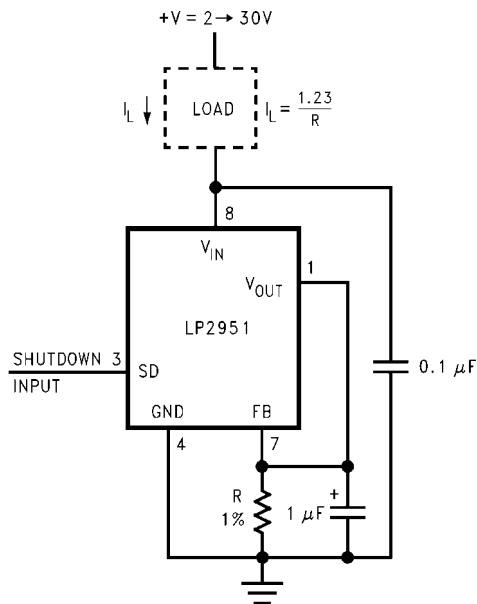 +V = 2→30V
I_L ↓
LOAD
I_L = 1.23
R
8
V_IN
1
V_OUT
LP2951
SHUTDOWN 3
INPUT
SD
0.1 µF
GND
FB
4
7
R
1%
+
1 µF